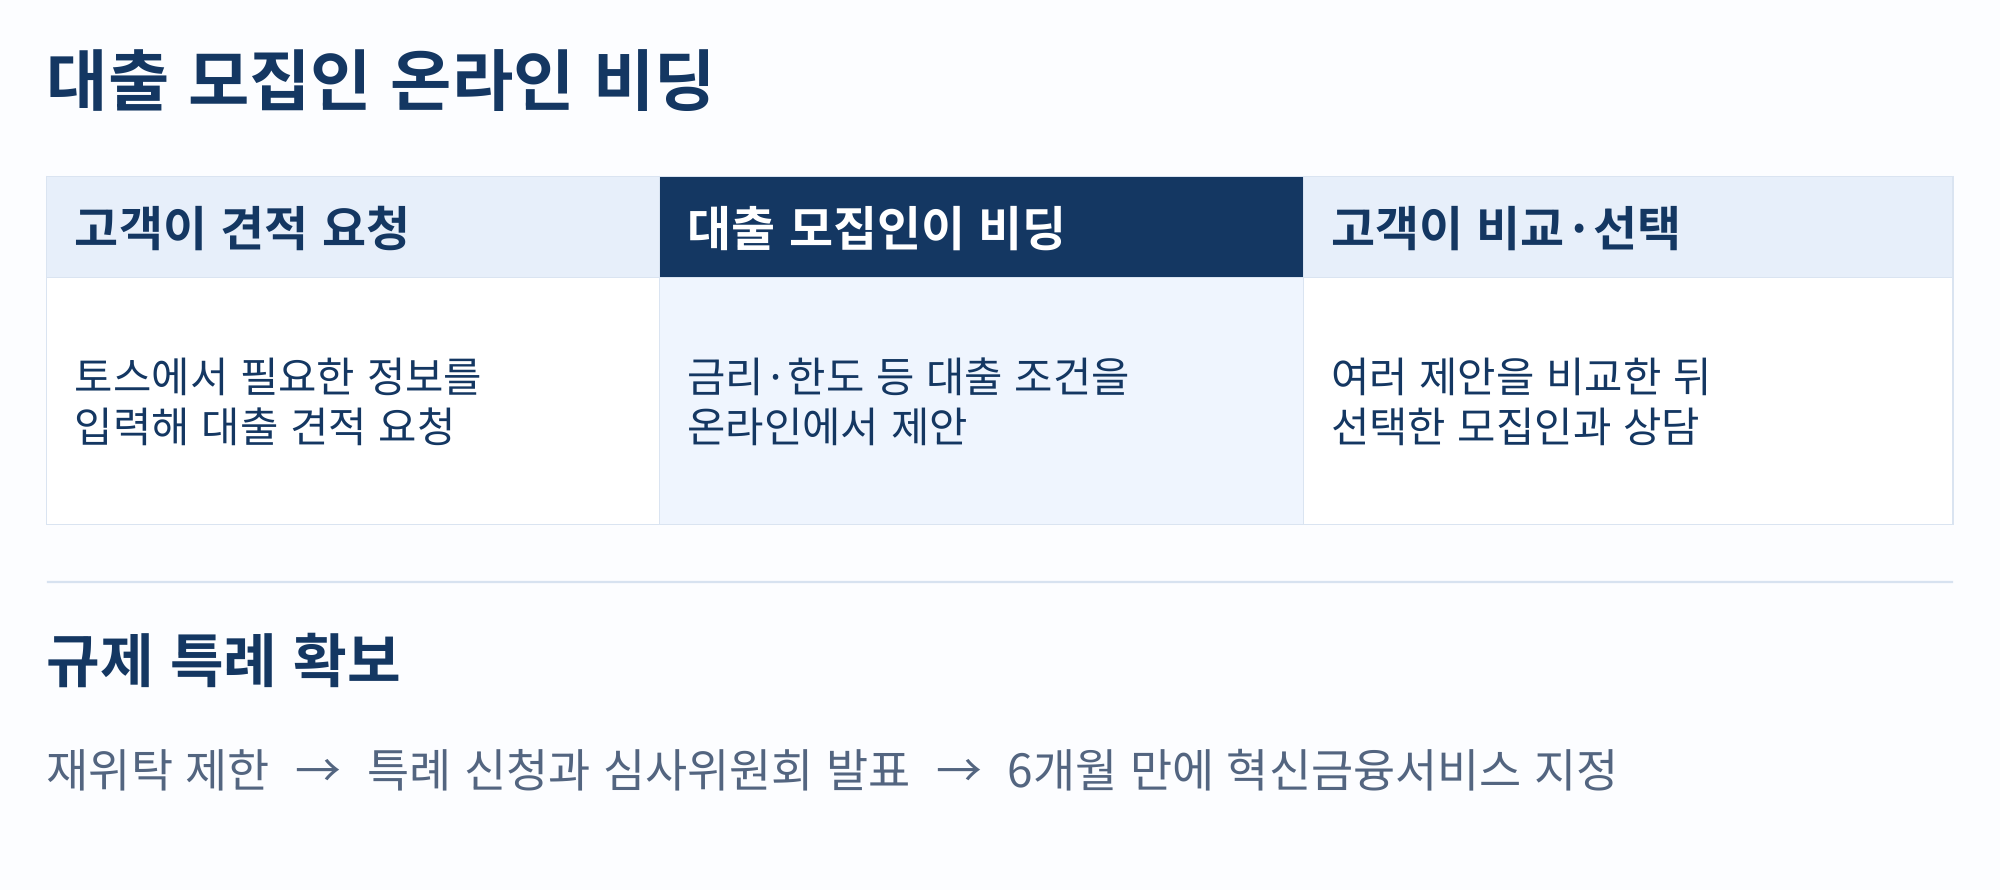 대출 모집인 온라인 비딩
고객이 견적 요청
대출 모집인이 비딩
고객이 비교·선택
토스에서 필요한 정보를
입력해 대출 견적 요청
금리·한도 등 대출 조건을
온라인에서 제안
여러 제안을 비교한 뒤
선택한 모집인과 상담
규제 특례 확보
재위탁 제한 → 특례 신청과 심사위원회 발표 → 6개월 만에 혁신금융서비스 지정